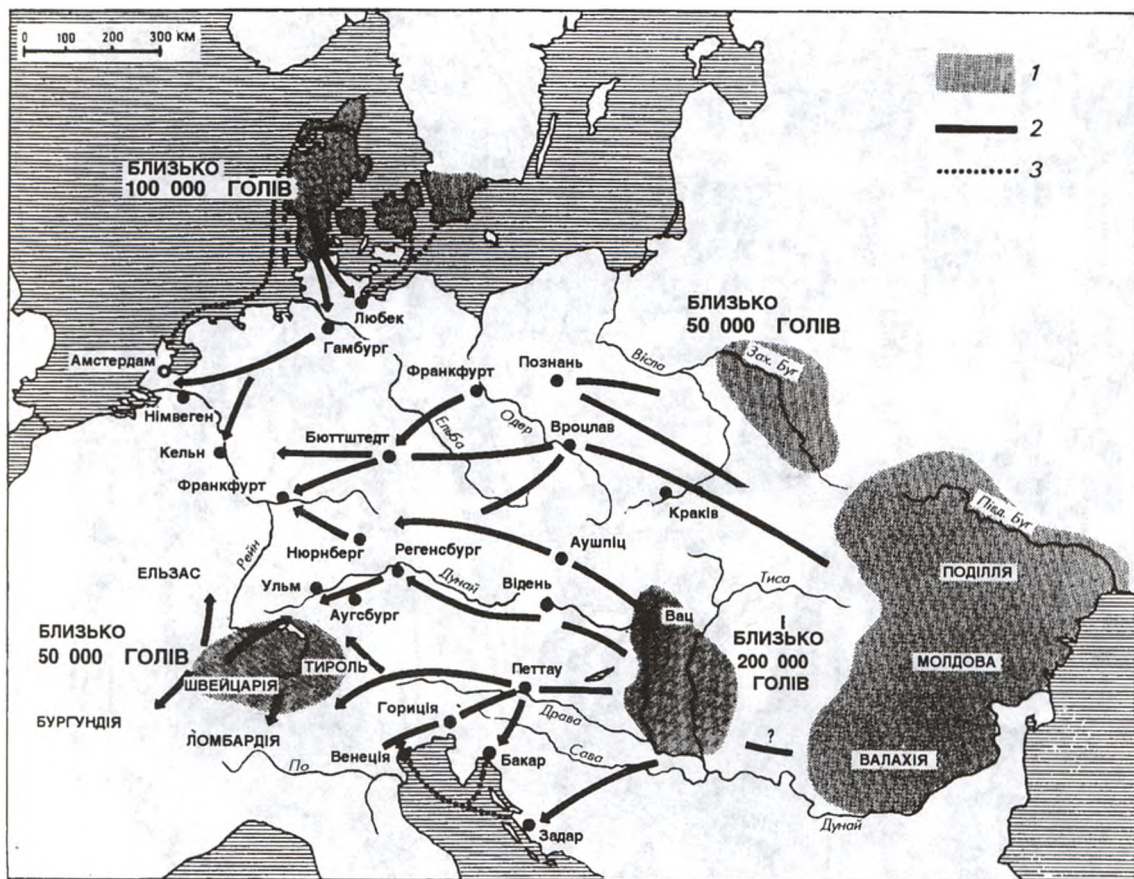 0 100 200 300 КМ
1
2
3
БЛИЗЬКО
100 000 ГОЛІВ
Любек
Гамбург
Амстердам
Німвеген
Кельн
БЛИЗЬКО
50 000 ГОЛІВ
Зах. Буг
Вісла
Познань
Франкфурт
Одер
Ельба
Вроцлав
Бюттштедт
Франкфурт
Краків
Півд. Буг
Нюрнберг
Регенсбург
Аушпіц
Рейн
Дунай
Відень
Тиса
ПОДІЛЛЯ
ЕЛЬЗАС
Ульм
Аугсбург
Вац
БЛИЗЬКО
50 000 ГОЛІВ
БЛИЗЬКО
200 000
ГОЛІВ
ТИРОЛЬ
ШВЕЙЦАРІЯ
Петтау
МОЛДОВА
БУРГУНДІЯ
ЛОМБАРДІЯ
Гориція
Драва
Сава
?
Венеція
Бакар
ВАЛАХІЯ
По
Задар
Дунай